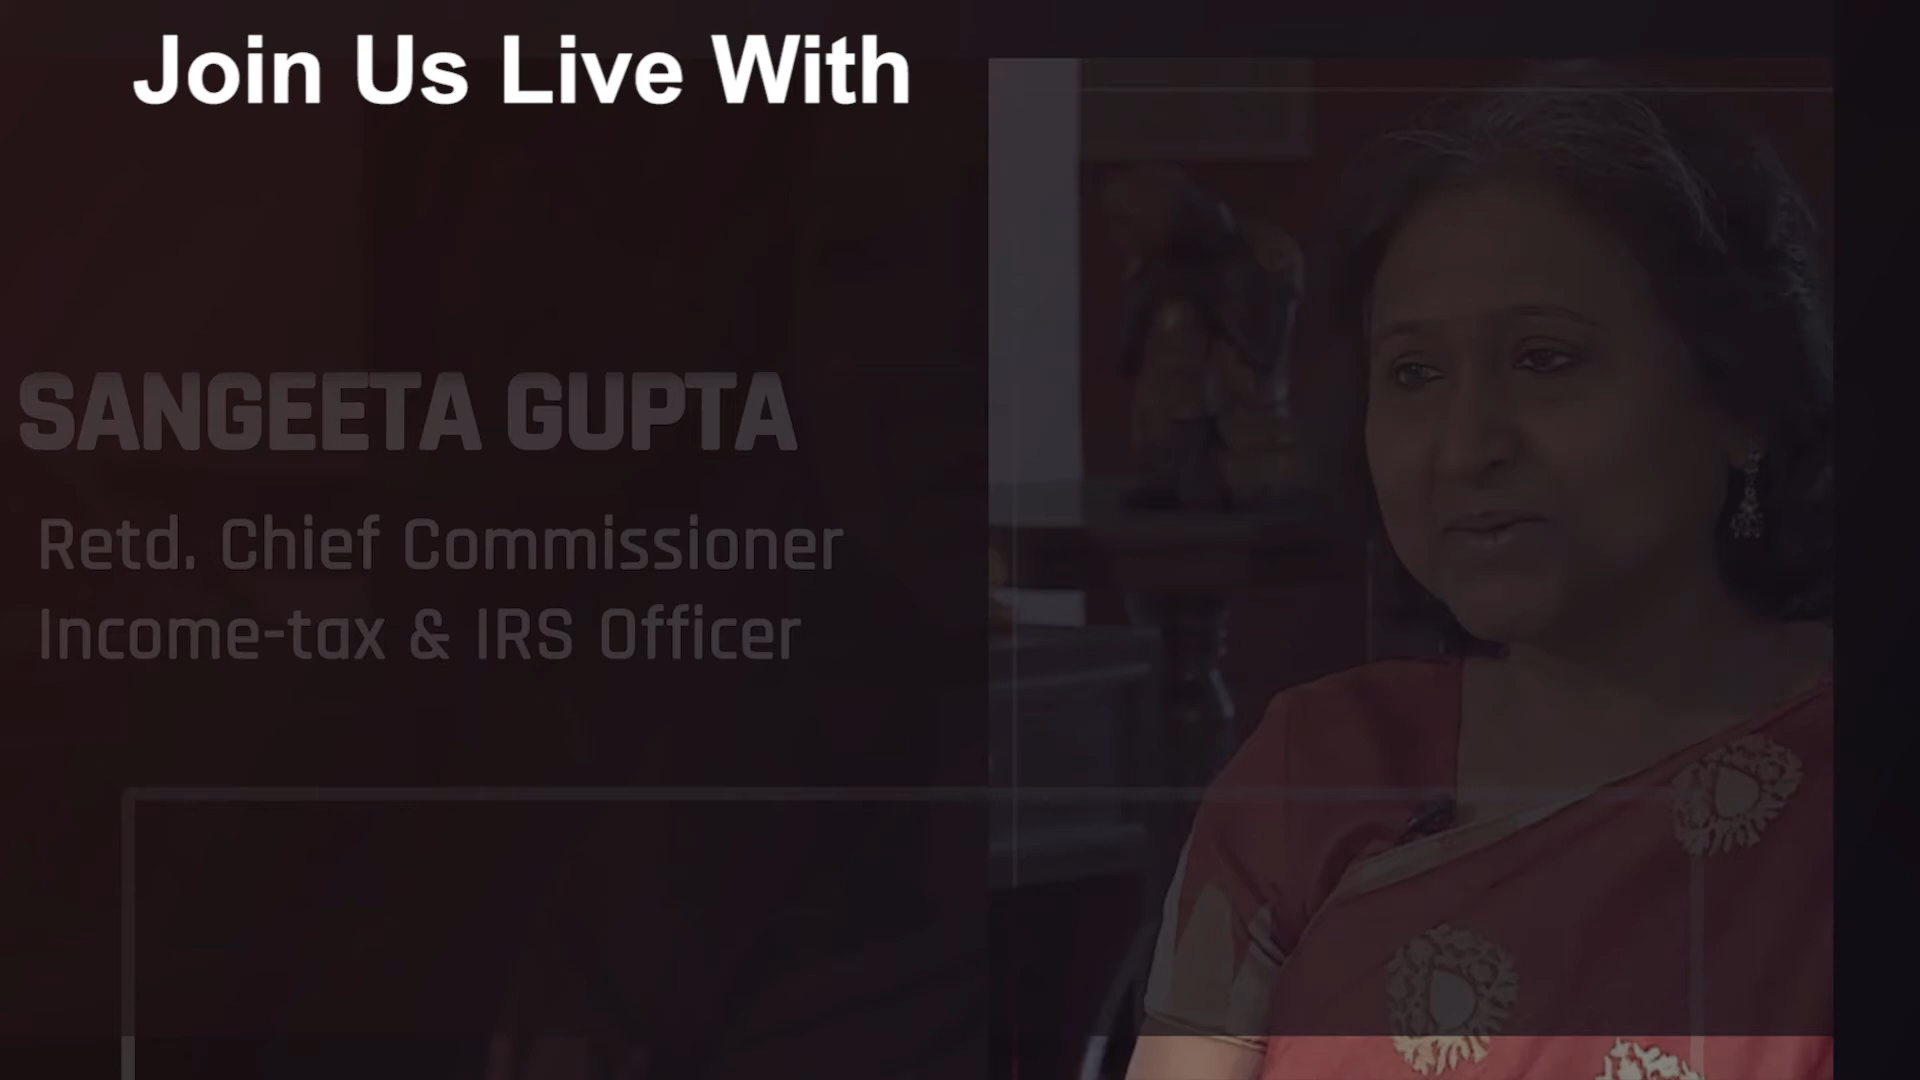 Join Us Live With
SANGEETA GUPTA
Retd. Chief Commissioner
Income-tax & IRS Officer